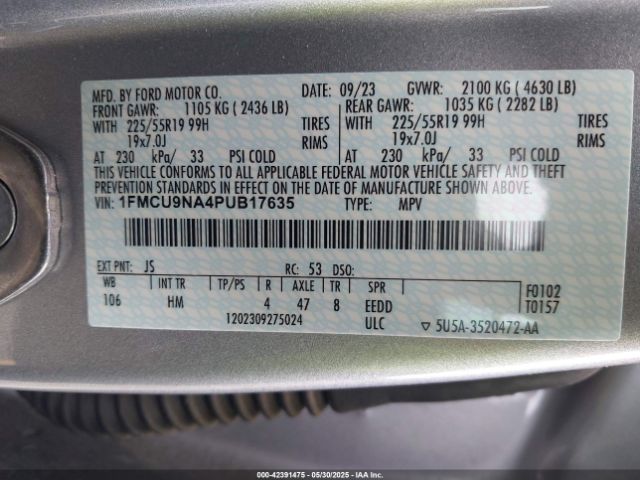 MFD. BY FORD MOTOR CO. DATE: 09/23 GVWR: 2100 KG ( 4630 LB)
FRONT GAWR: 1105 KG ( 2436 LB) REAR GAWR: 1035 KG ( 2282 LB)
WITH 225/55R19 99H TIRES WITH 225/55R19 99H TIRES
19x7.0J RIMS 19x7.0J RIMS
AT 230 kPa/ 33 PSI COLD AT 230 kPa/ 33 PSI COLD
THIS VEHICLE CONFORMS TO ALL APPLICABLE FEDERAL MOTOR VEHICLE SAFETY AND THEFT
PREVENTION STANDARDS IN EFFECT ON THE DATE OF MANUFACTURE SHOWN ABOVE.
VIN: 1FMCU9NA4PUB17635 TYPE: MPV
EXT PNT: JS RC: 53 DSO:
WB INT TR TP/PS R AXLE TR SPR F0102
106 HM 4 47 8 EEDD T0157
1202309275024 ULC ▽ 5U5A-3520472-AA
000-42391475 — 05/30/2025 — IAAI.COM